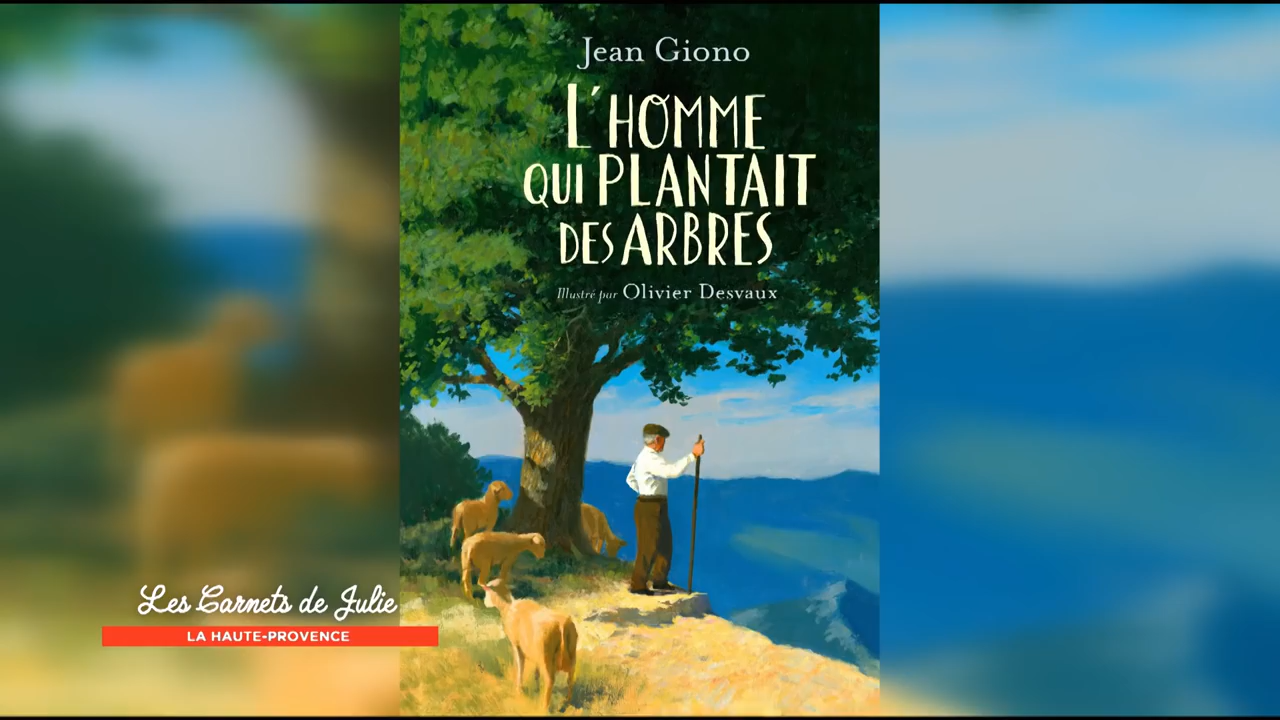 Jean Giono
L'HOMME
QUI PLANTAIT
DES ARBRES
Illustré par Olivier Desvaux
Les Carnets de Julie
LA HAUTE-PROVENCE